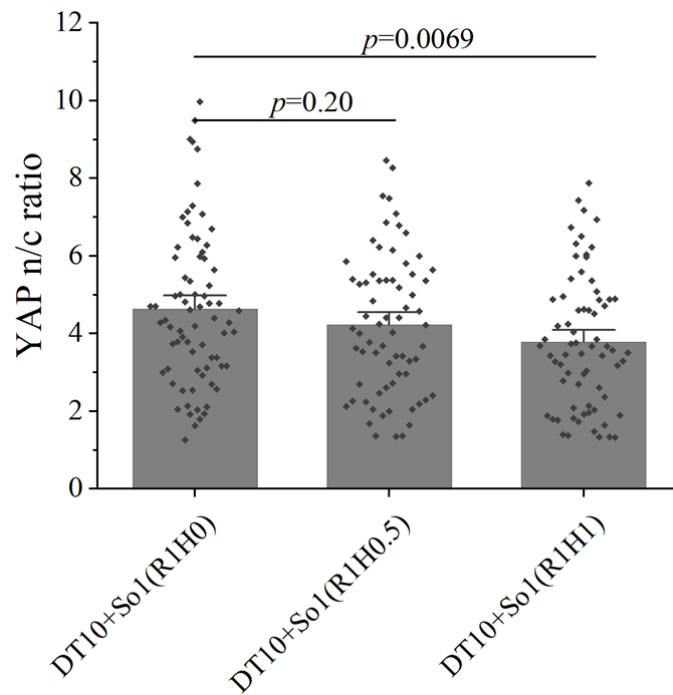 12
p=0.0069
10
p=0.20
8
YAP n/c ratio
6
4
2
0
DT10+So1(R1H0)
DT10+So1(R1H0.5)
DT10+So1(R1H1)